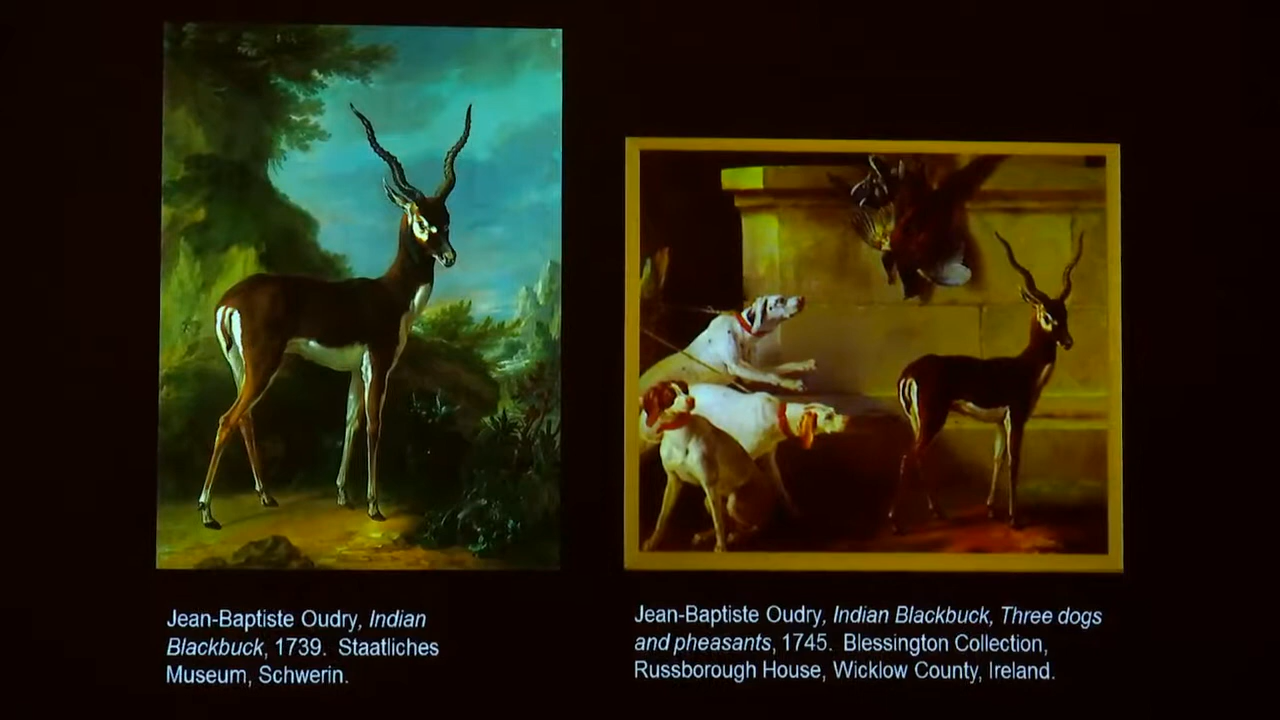 Jean-Baptiste Oudry, Indian
Blackbuck, 1739. Staatliches
Museum, Schwerin.
Jean-Baptiste Oudry, Indian Blackbuck, Three dogs
and pheasants, 1745. Blessington Collection,
Russborough House, Wicklow County, Ireland.